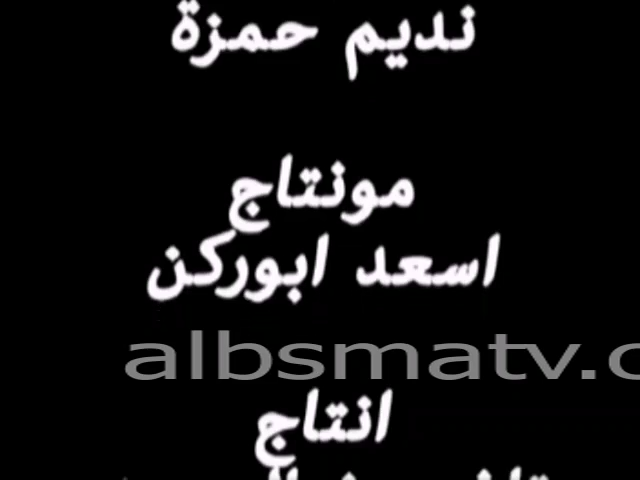 نديم حمزة
مونتاج
اسعد ابوركن
albsmatv.c
انتاج